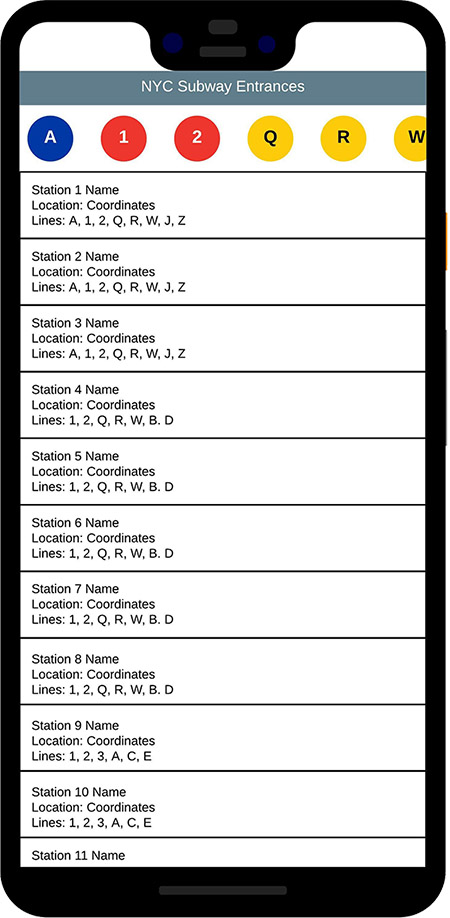 NYC Subway Entrances
A 1 2 Q R W
Station 1 Name
Location: Coordinates
Lines: A, 1, 2, Q, R, W, J, Z
Station 2 Name
Location: Coordinates
Lines: A, 1, 2, Q, R, W, J, Z
Station 3 Name
Location: Coordinates
Lines: A, 1, 2, Q, R, W, J, Z
Station 4 Name
Location: Coordinates
Lines: 1, 2, Q, R, W, B. D
Station 5 Name
Location: Coordinates
Lines: 1, 2, Q, R, W, B. D
Station 6 Name
Location: Coordinates
Lines: 1, 2, Q, R, W, B. D
Station 7 Name
Location: Coordinates
Lines: 1, 2, Q, R, W, B. D
Station 8 Name
Location: Coordinates
Lines: 1, 2, Q, R, W, B. D
Station 9 Name
Location: Coordinates
Lines: 1, 2, 3, A, C, E
Station 10 Name
Location: Coordinates
Lines: 1, 2, 3, A, C, E
Station 11 Name